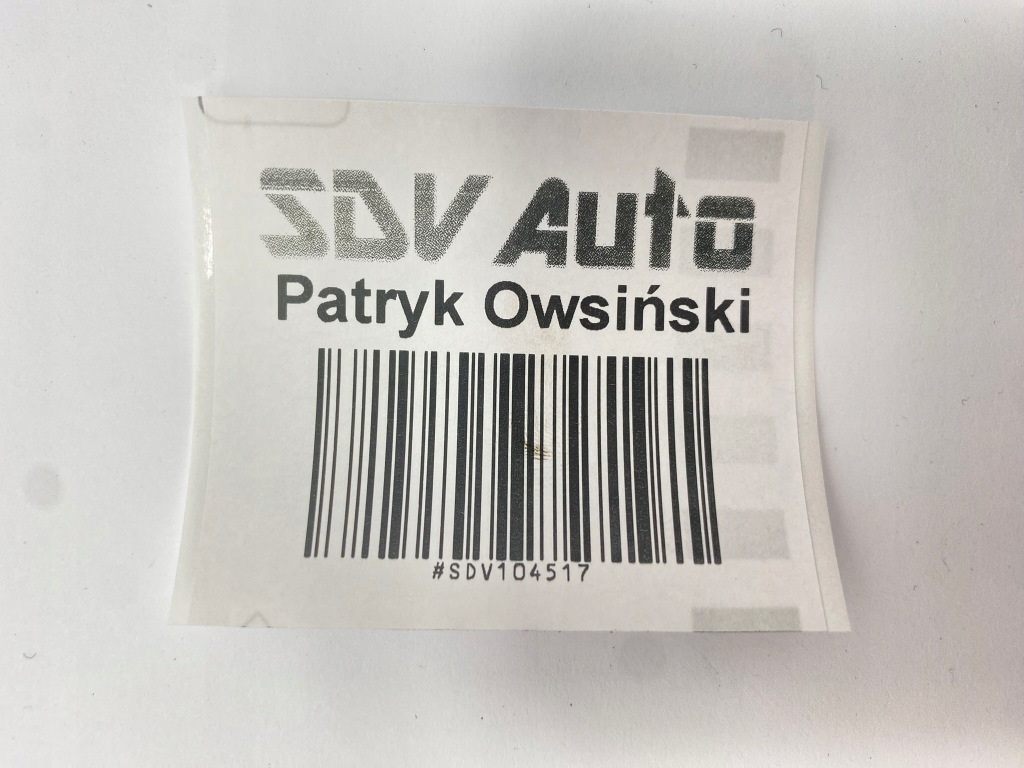 SDV Auto
Patryk Owsiński
#SDV104517